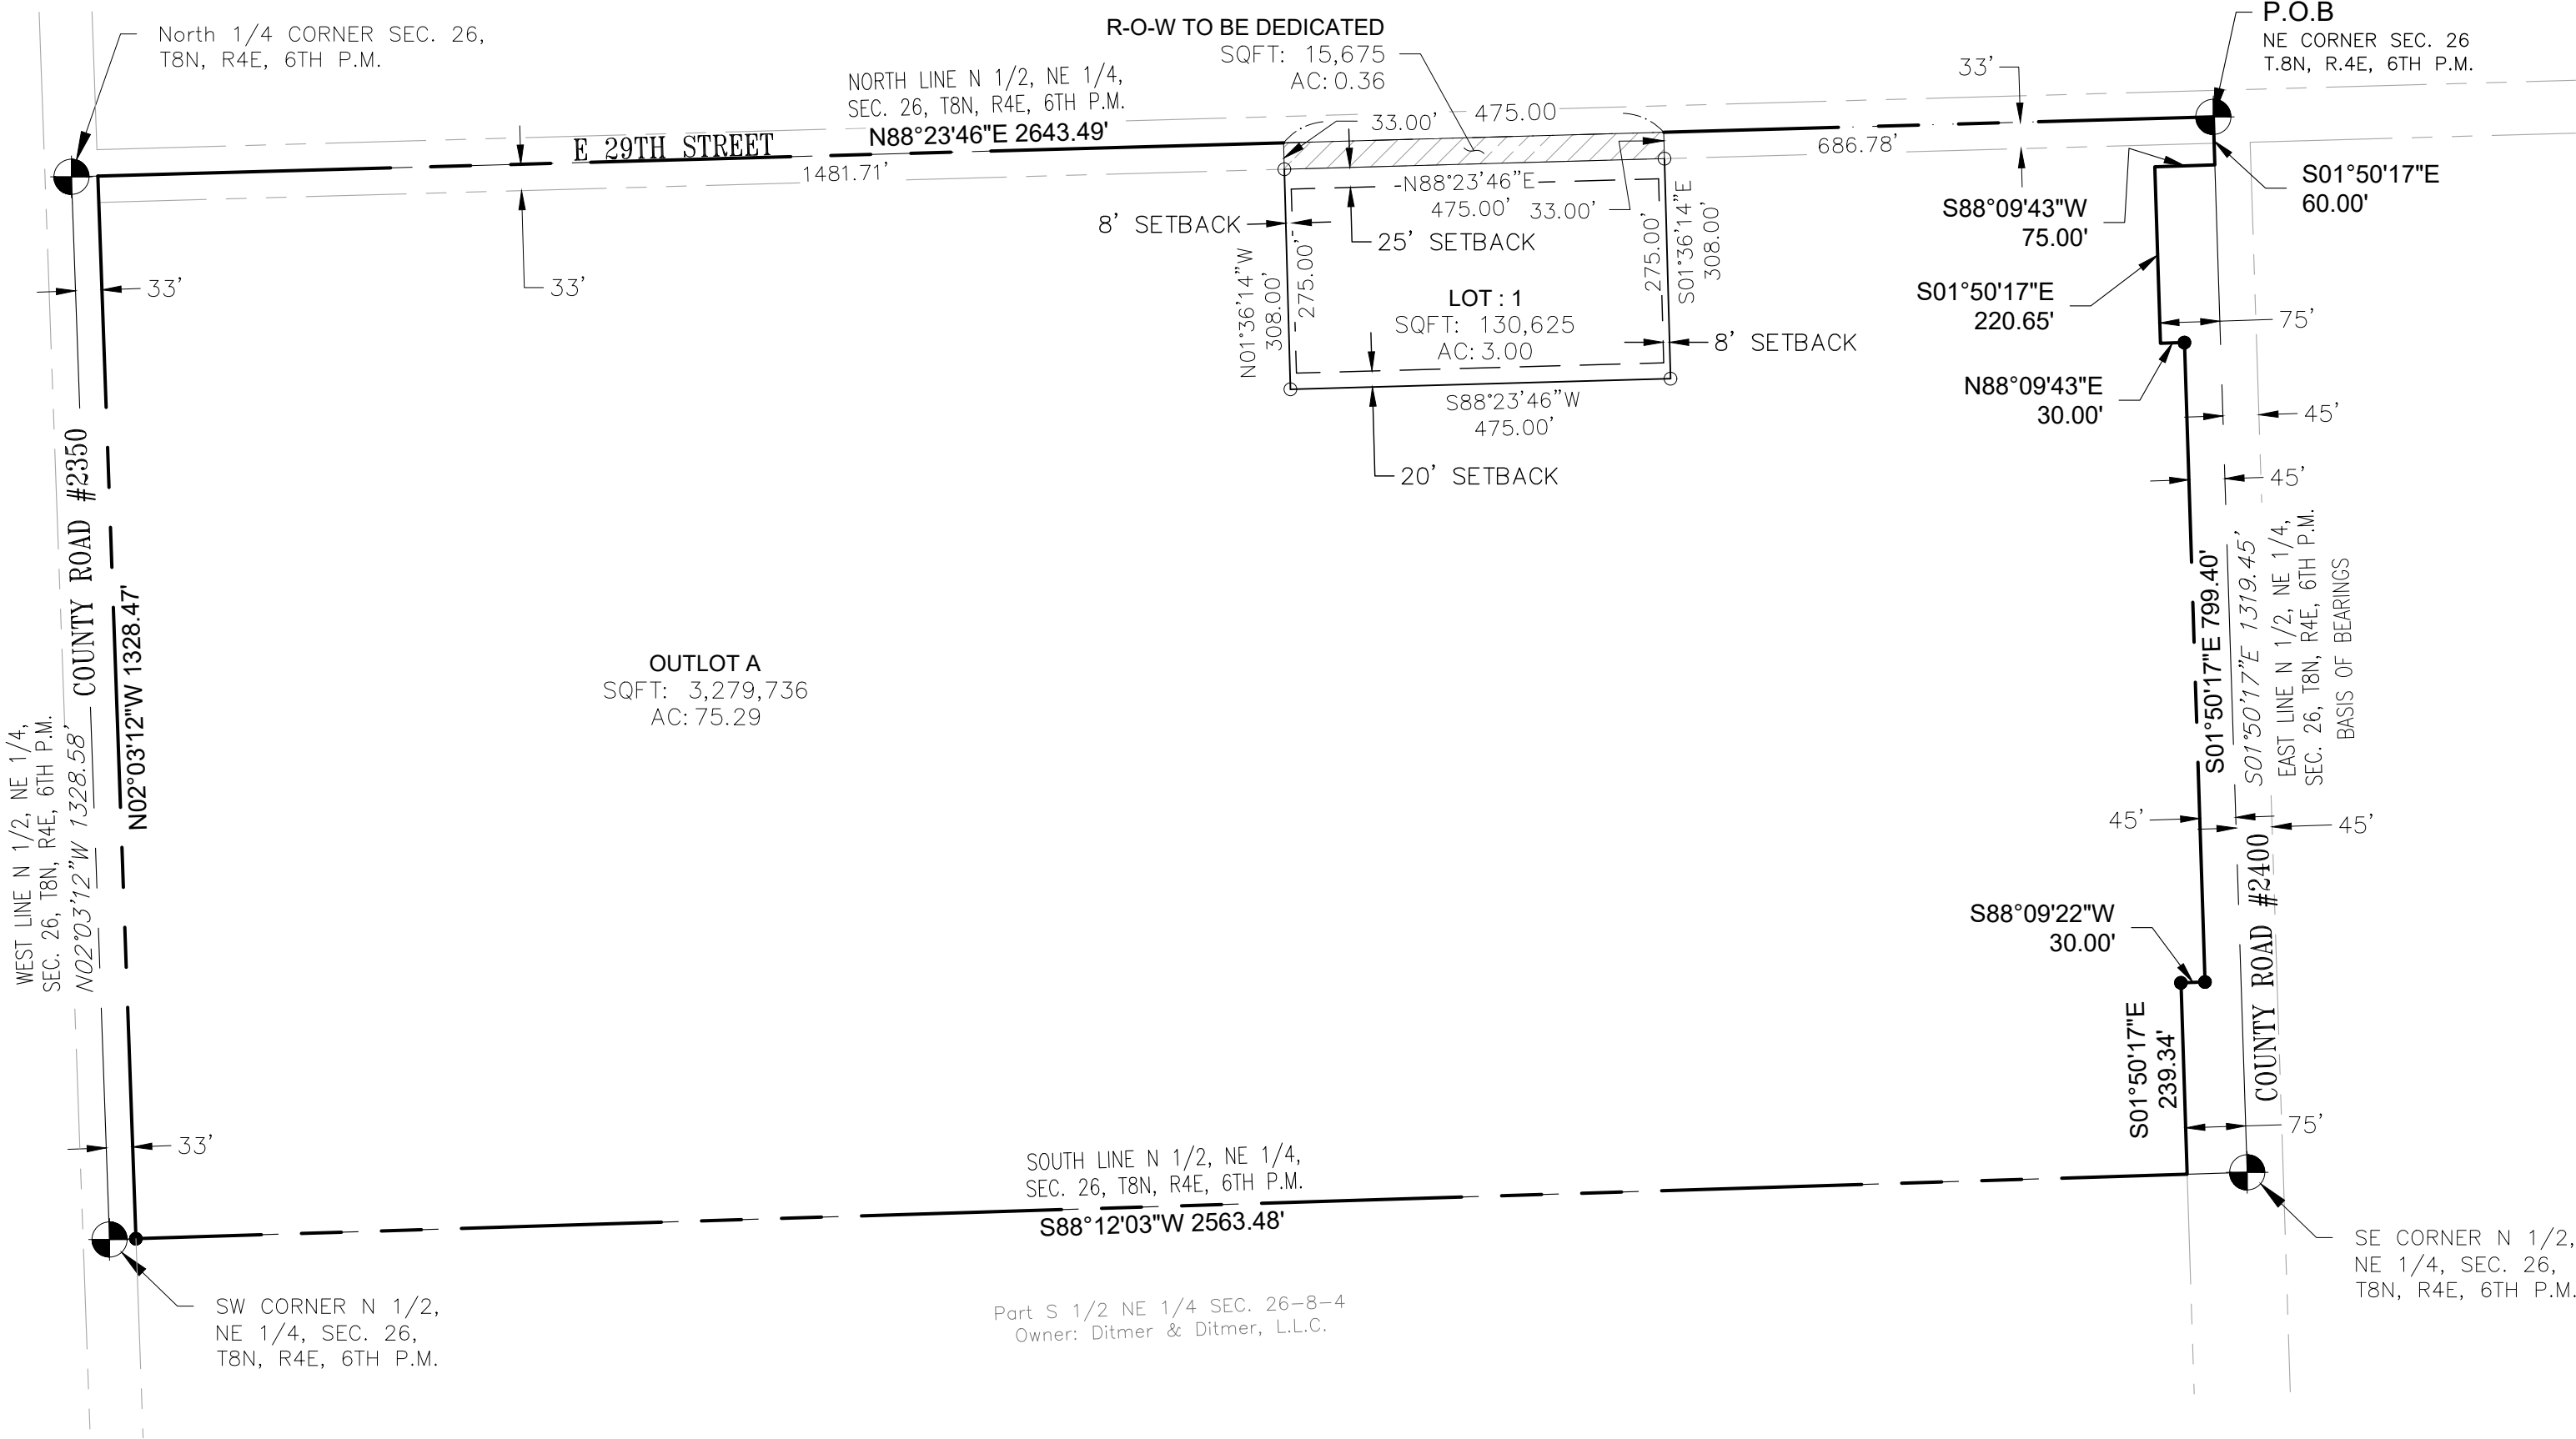 North 1/4 CORNER SEC. 26,
T8N, R4E, 6TH P.M.
R-O-W TO BE DEDICATED
SQFT: 15,675
AC: 0.36
P.O.B
NE CORNER SEC. 26
T.8N, R.4E, 6TH P.M.
NORTH LINE N 1/2, NE 1/4,
SEC. 26, T8N, R4E, 6TH P.M.
N88°23'46"E 2643.49'
E 29TH STREET
1481.71'
33.00'
475.00
33'
686.78'
S01°50'17"E
60.00'
S88°09'43"W
75.00'
N88°23'46"E
475.00'
33.00'
8' SETBACK
25' SETBACK
N01°36'14"W
308.00'
275.00'
275.00'
S01°36'14"E
308.00'
LOT : 1
SQFT: 130,625
AC: 3.00
8' SETBACK
33'
33'
S01°50'17"E
220.65'
75'
N88°09'43"E
30.00'
45'
S88°23'46"W
475.00'
20' SETBACK
45'
COUNTY ROAD #2350
N02°03'12"W 1328.47'
WEST LINE N 1/2, NE 1/4,
SEC. 26, T8N, R4E, 6TH P.M.
N02°03'12"W 1328.58'
OUTLOT A
SQFT: 3,279,736
AC: 75.29
S01°50'17"E 799.40'
S01°50'17"E 1319.45'
EAST LINE N 1/2, NE 1/4,
SEC. 26, T8N, R4E, 6TH P.M.
BASIS OF BEARINGS
45'
45'
COUNTY ROAD #2400
S88°09'22"W
30.00'
S01°50'17"E
239.34'
75'
33'
SOUTH LINE N 1/2, NE 1/4,
SEC. 26, T8N, R4E, 6TH P.M.
S88°12'03"W 2563.48'
SW CORNER N 1/2,
NE 1/4, SEC. 26,
T8N, R4E, 6TH P.M.
Part S 1/2 NE 1/4 SEC. 26-8-4
Owner: Ditmer & Ditmer, L.L.C.
SE CORNER N 1/2,
NE 1/4, SEC. 26,
T8N, R4E, 6TH P.M.